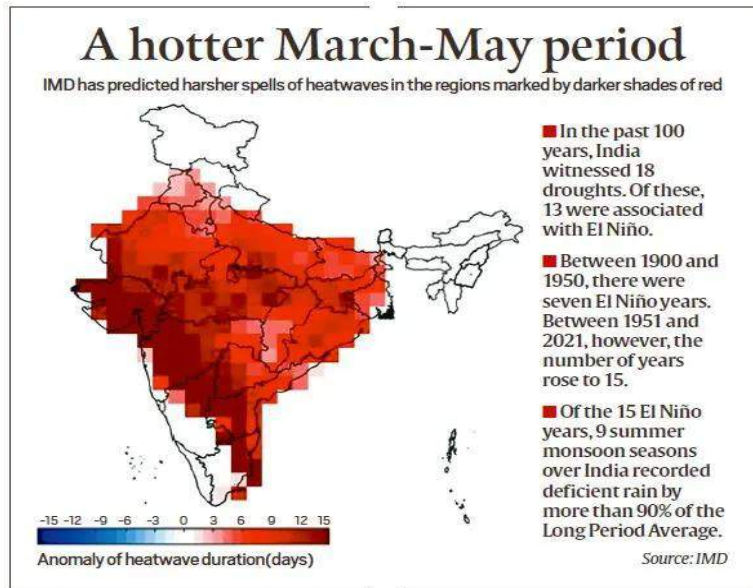 A hotter March-May period
IMD has predicted harsher spells of heatwaves in the regions marked by darker shades of red
■ In the past 100
years, India
witnessed 18
droughts. Of these,
13 were associated
with El Niño.
■ Between 1900 and
1950, there were
seven El Niño years.
Between 1951 and
2021, however, the
number of years
rose to 15.
■ Of the 15 El Niño
years, 9 summer
monsoon seasons
over India recorded
deficient rain by
more than 90% of the
Long Period Average.
-15 -12 -9 -6 -3 0 3 6 9 12 15
Anomaly of heatwave duration(days)
Source: IMD